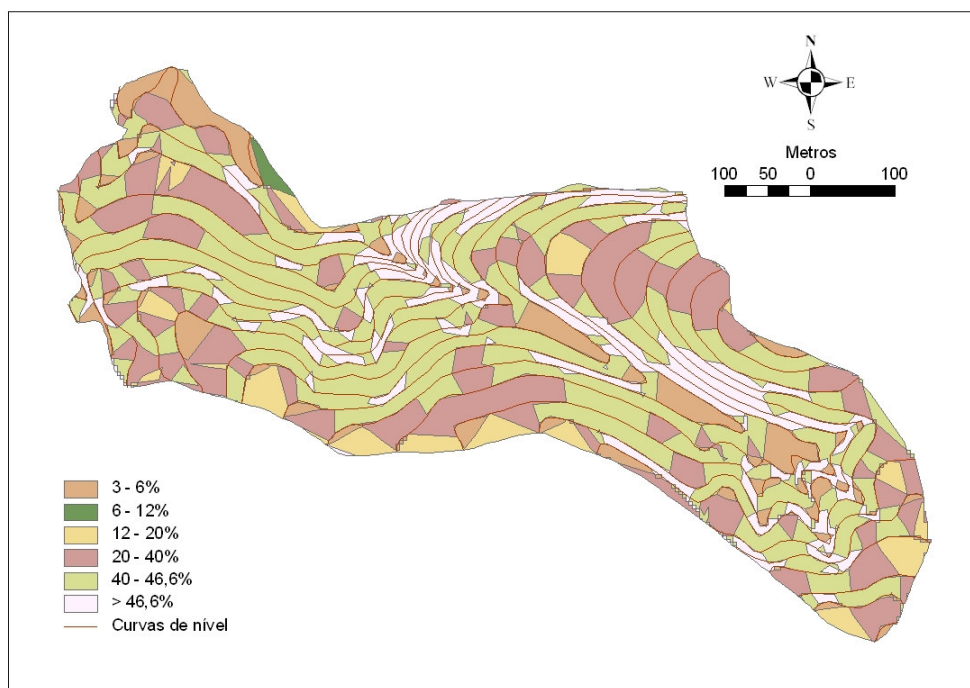 N
W E
S
Metros
100 50 0 100
3 - 6%
6 - 12%
12 - 20%
20 - 40%
40 - 46,6%
> 46,6%
Curvas de nível